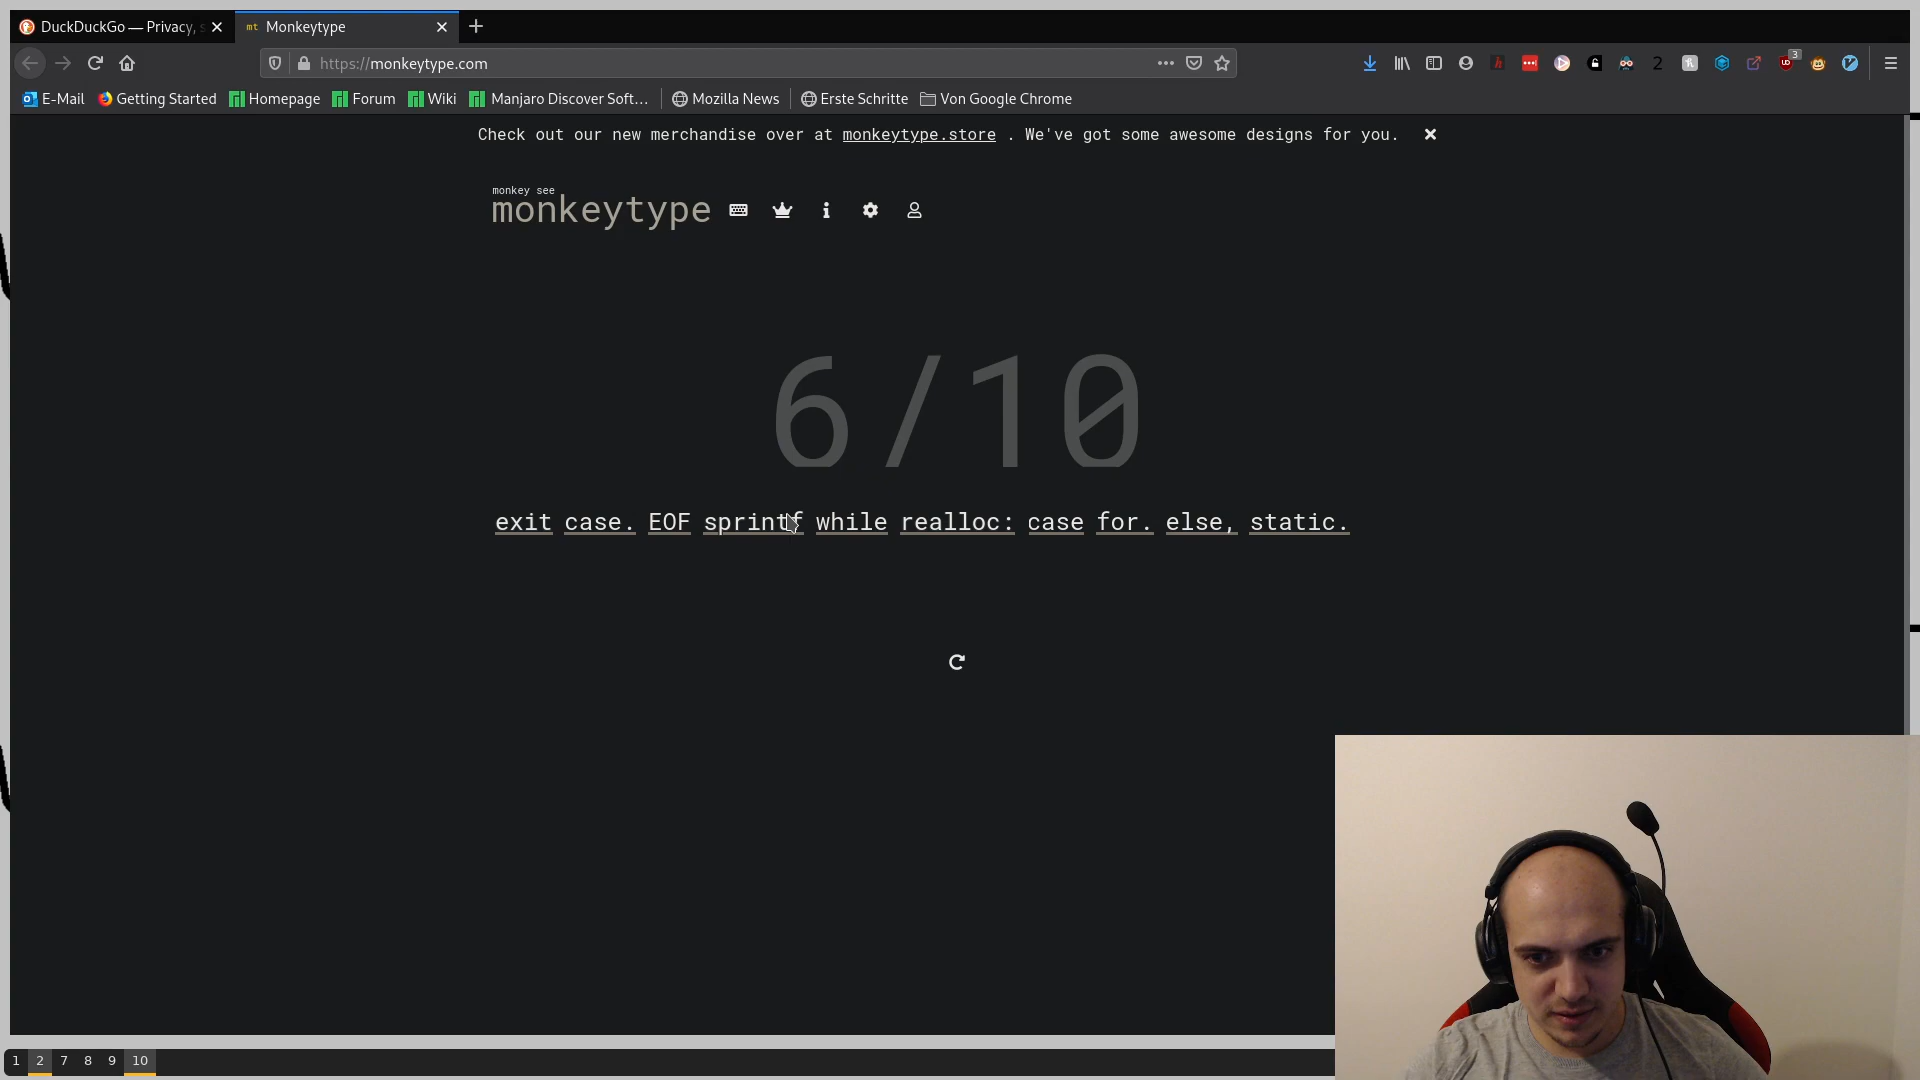 DuckDuckGo — Privacy, s
mt Monkeytype
https://monkeytype.com
3
2
E-Mail Getting Started Homepage Forum Wiki Manjaro Discover Soft… Mozilla News Erste Schritte Von Google Chrome
Check out our new merchandise over at monkeytype.store . We've got some awesome designs for you.
monkey see
monkeytype
6/10
exit case. EOF sprintf while realloc: case for. else, static.
1 2 7 8 9 10